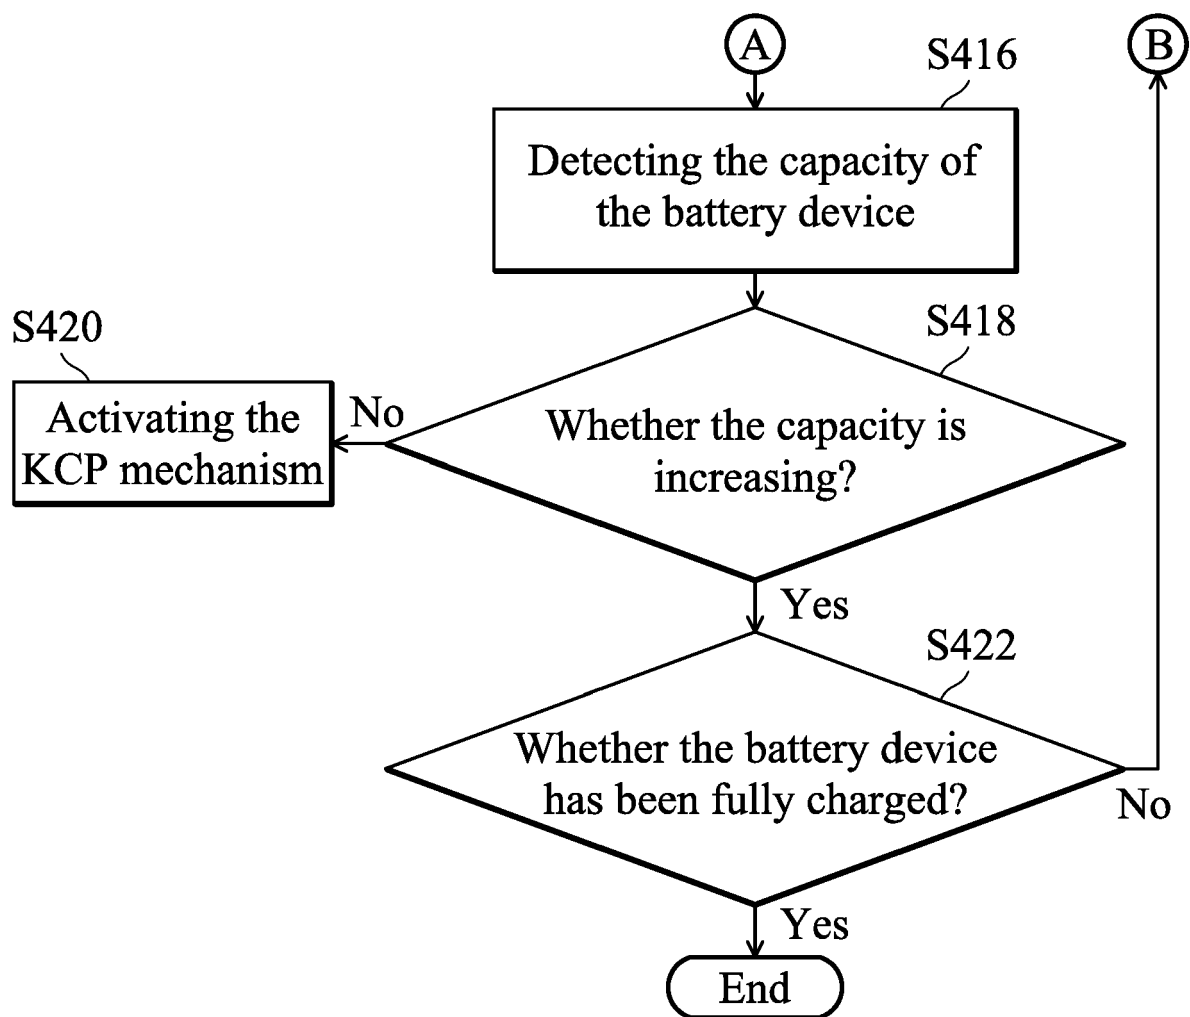 A
B
S416
Detecting the capacity of
the battery device
S418
Whether the capacity is
increasing?
S420
No
Activating the
KCP mechanism
Yes
S422
Whether the battery device
has been fully charged?
No
Yes
End